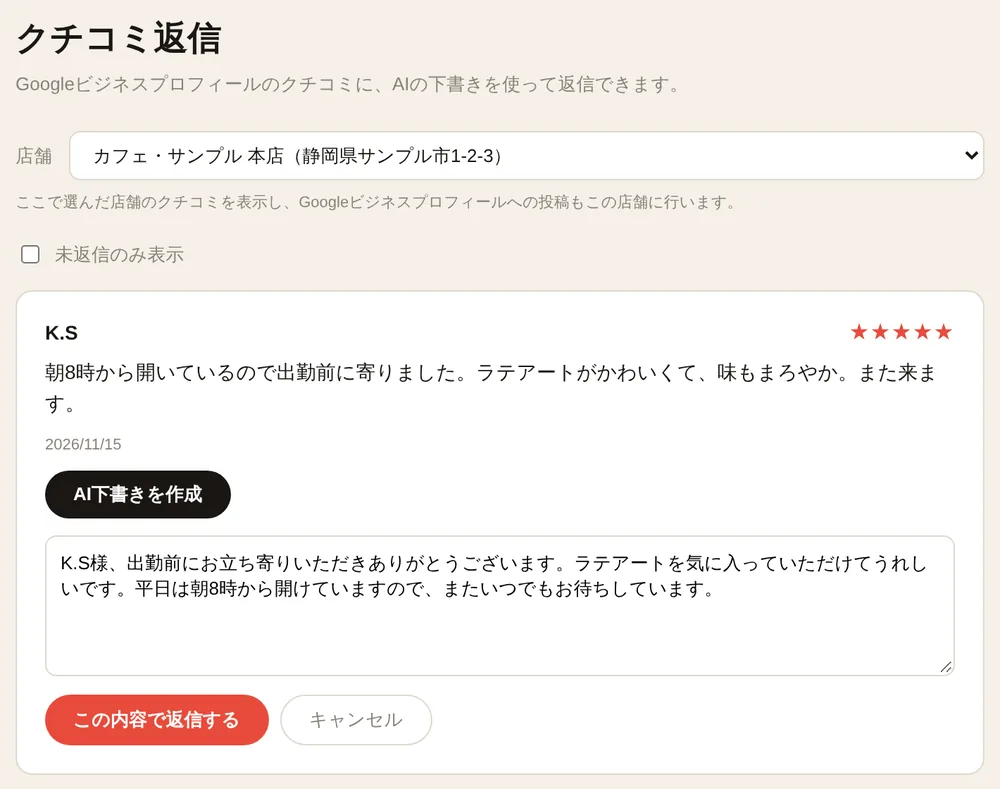 クチコミ返信
Googleビジネスプロフィールのクチコミに、AIの下書きを使って返信できます。
店舗
カフェ・サンプル 本店（静岡県サンプル市1-2-3）
ここで選んだ店舗のクチコミを表示し、Googleビジネスプロフィールへの投稿もこの店舗に行います。
未返信のみ表示
K.S ★★★★★
朝8時から開いているので出勤前に寄りました。ラテアートがかわいくて、味もまろやか。また来ま
す。
2026/11/15
AI下書きを作成
K.S様、出勤前にお立ち寄りいただきありがとうございます。ラテアートを気に入っていただけてうれし
いです。平日は朝8時から開けていますので、またいつでもお待ちしています。
この内容で返信する
キャンセル